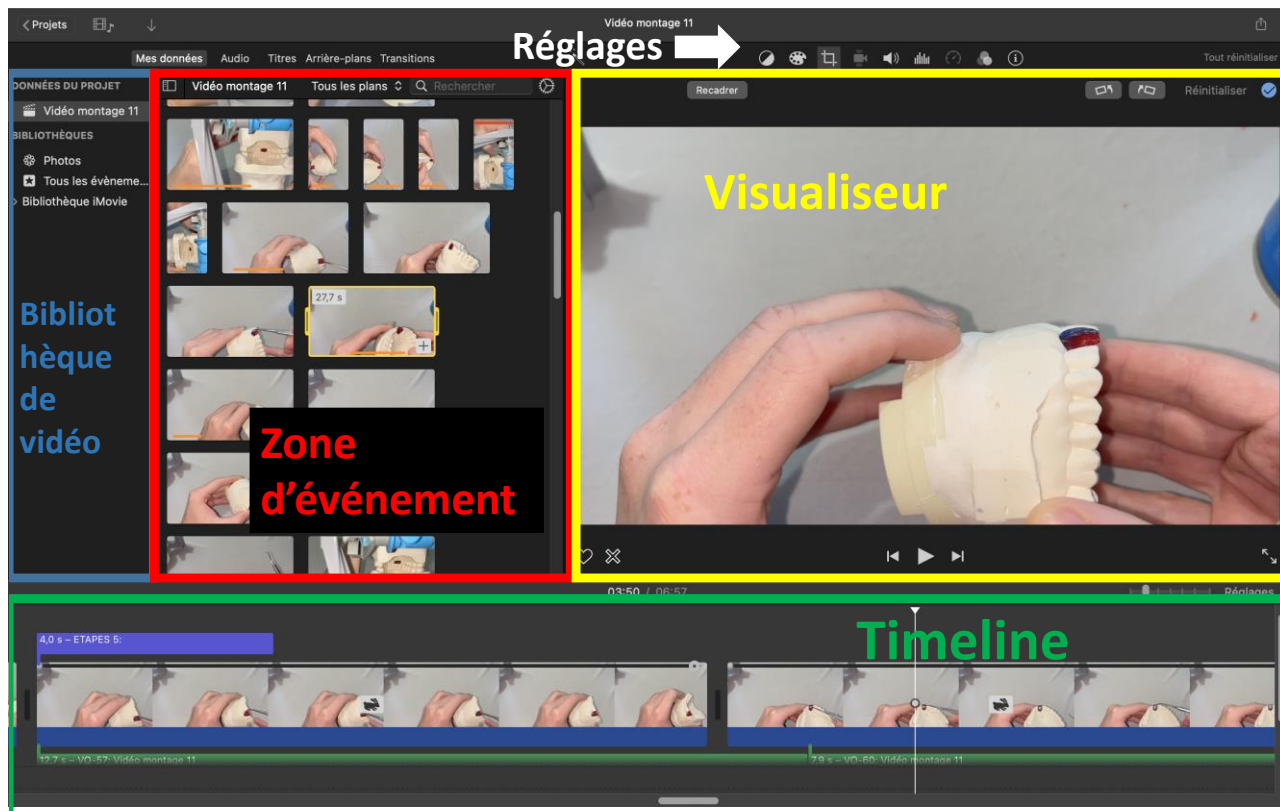 Projets
Vidéo montage 11
Réglages
Mes données Audio Titres Arrière-plans Transitions
Tout réinitialiser
DONNÉES DU PROJET
Vidéo montage 11
BIBLIOTHÈQUES
Photos
Tous les évèneme...
Bibliothèque iMovie
Bibliot
hèque
de
vidéo
Vidéo montage 11 Tous les plans Rechercher
27,7 s
Zone
d'événement
Recadrer
Réinitialiser
Visualiseur
03:50 / 06:57
Réglages
Timeline
4,0 s – ETAPES 5:
12,7 s – VO-57: Vidéo montage 11
7,9 s – VO-60: Vidéo montage 11